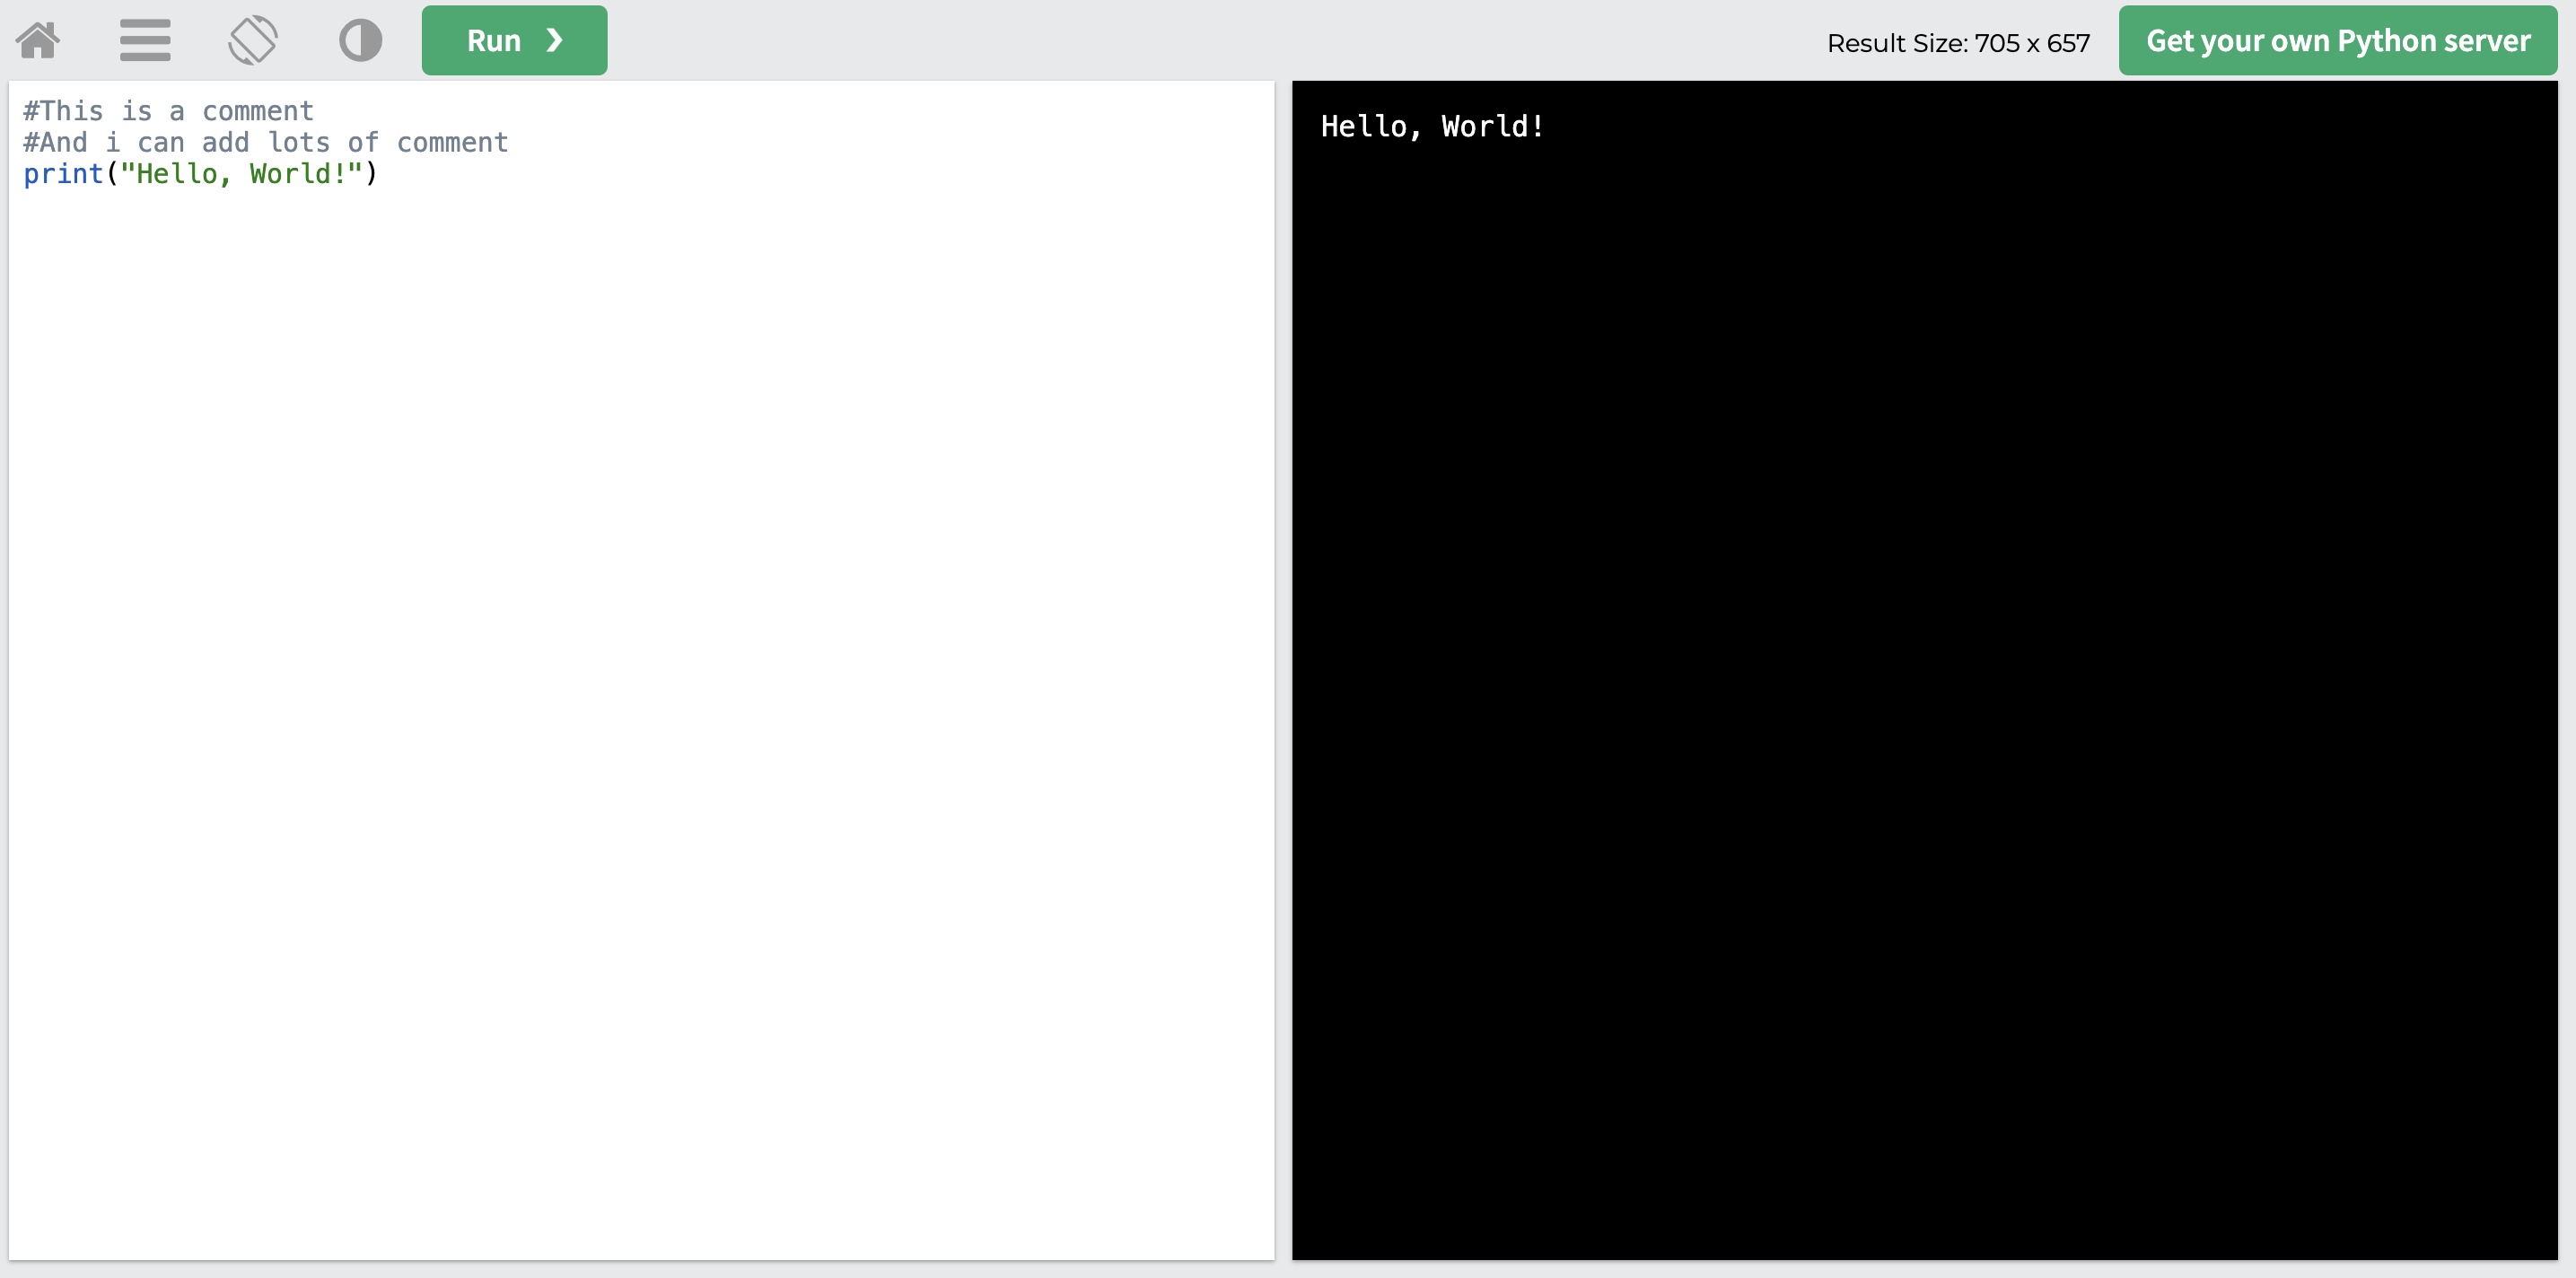 Run ❯
Result Size: 705 x 657
Get your own Python server
#This is a comment
#And i can add lots of comment
print("Hello, World!")
Hello, World!